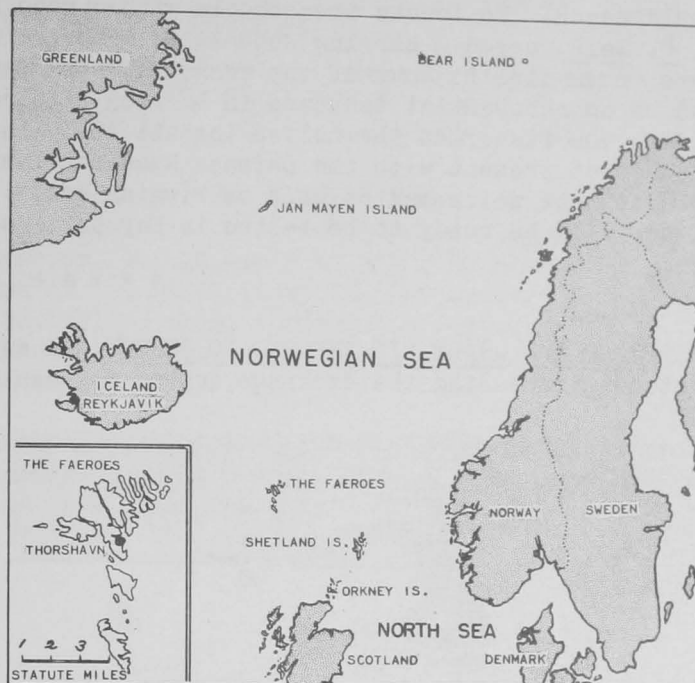 GREENLAND
BEAR ISLAND
JAN MAYEN ISLAND
NORWEGIAN SEA
ICELAND
REYKJAVIK
THE FAEROES
THE FAEROES
NORWAY
SWEDEN
THORSHAVN
SHETLAND IS.
ORKNEY IS.
NORTH SEA
1 2 3
SCOTLAND
DENMARK
STATUTE MILES